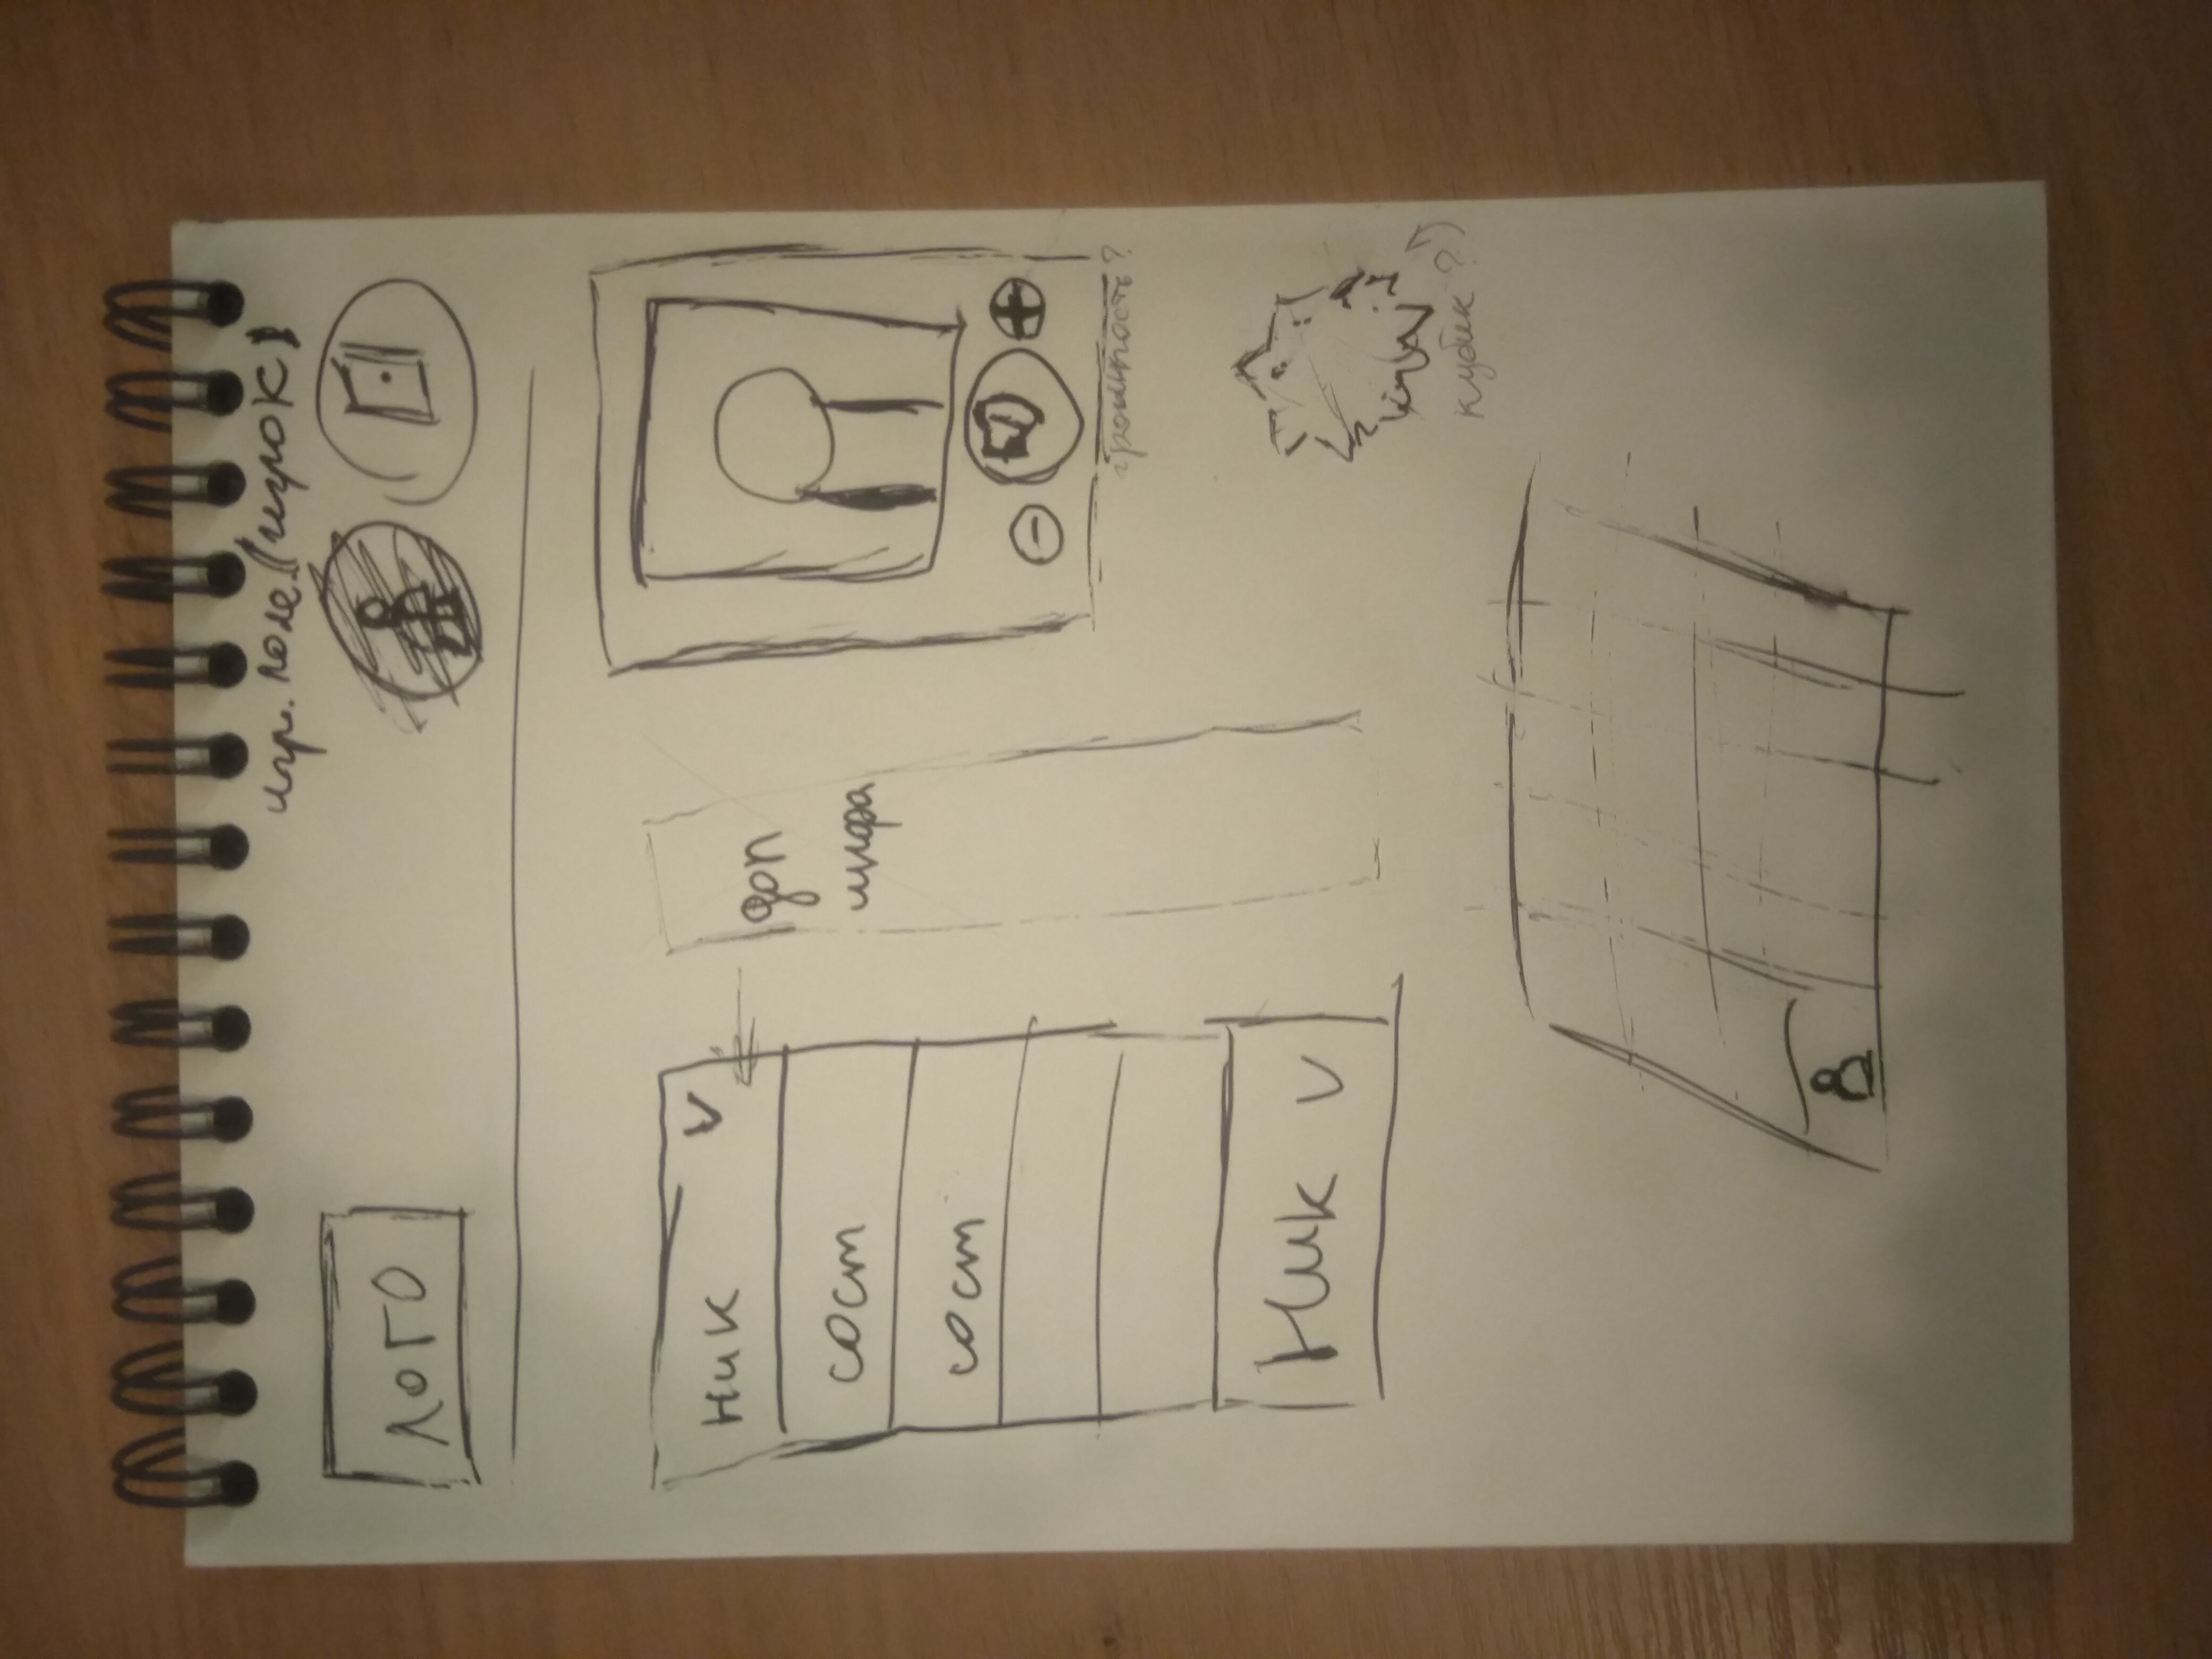 игр. поле (игрок)
лого
ник v
сост
сост
Ник v
доп
инфа
- +
громкость?
кубик?)